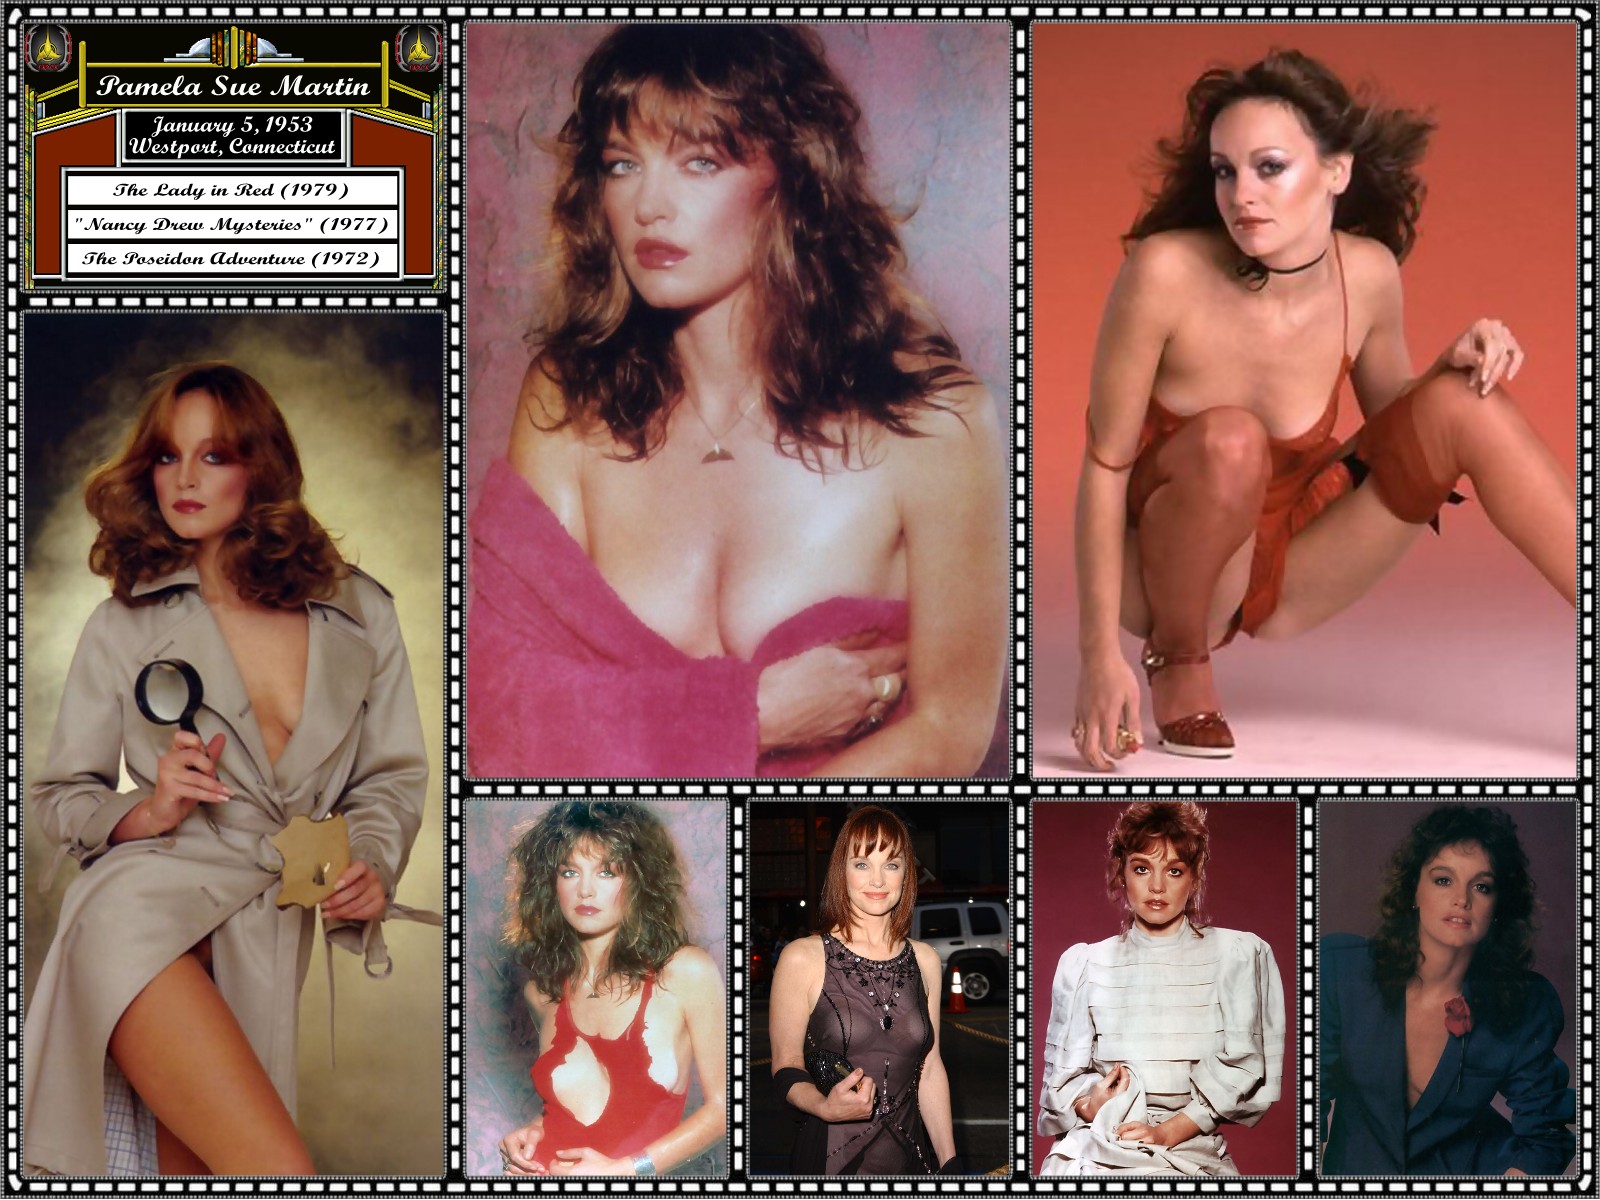 Pamela Sue Martin
January 5, 1953
Westport, Connecticut
The Lady in Red (1979)
"Nancy Drew Mysteries" (1977)
The Poseidon Adventure (1972)